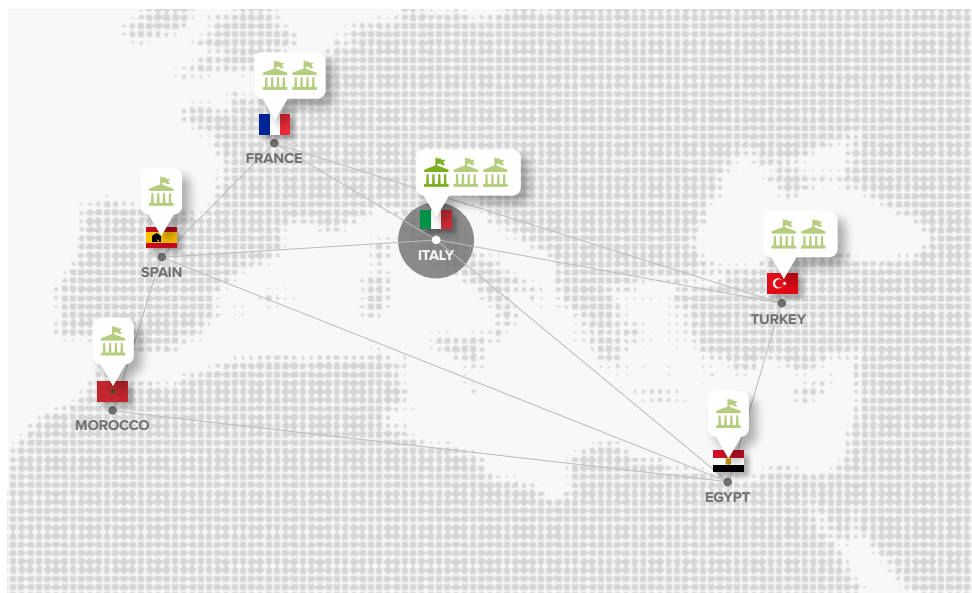 FRANCE
ITALY
SPAIN
TURKEY
MOROCCO
EGYPT